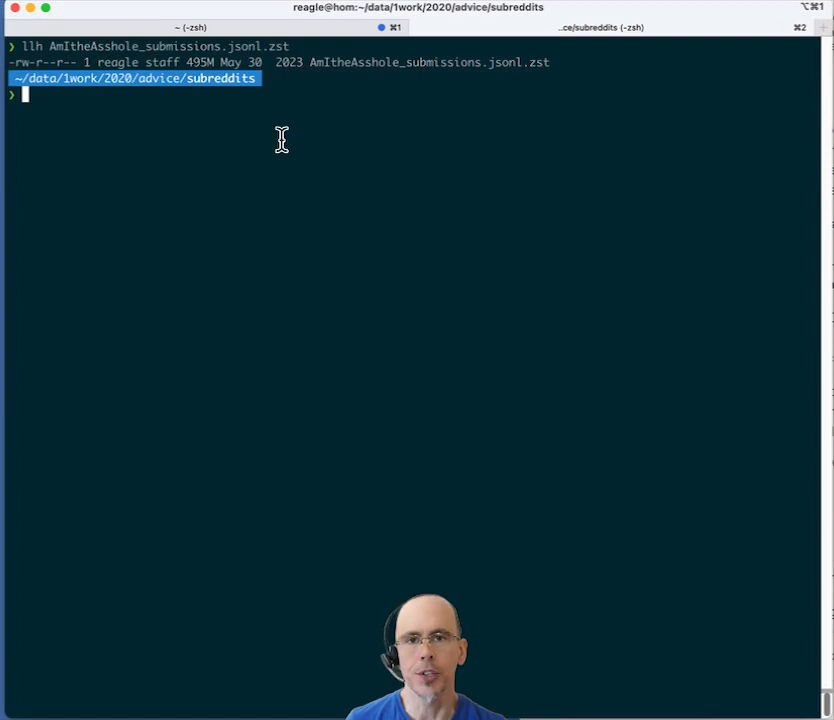 reagle@hom:~/data/1work/2020/advice/subreddits
⌥⌘1
~ (-zsh)
⌘1
..ce/subreddits (-zsh)
⌘2
+
❯ llh AmItheAsshole_submissions.jsonl.zst
-rw-r--r-- 1 reagle staff 495M May 30  2023 AmItheAsshole_submissions.jsonl.zst
~/data/1work/2020/advice/subreddits
❯